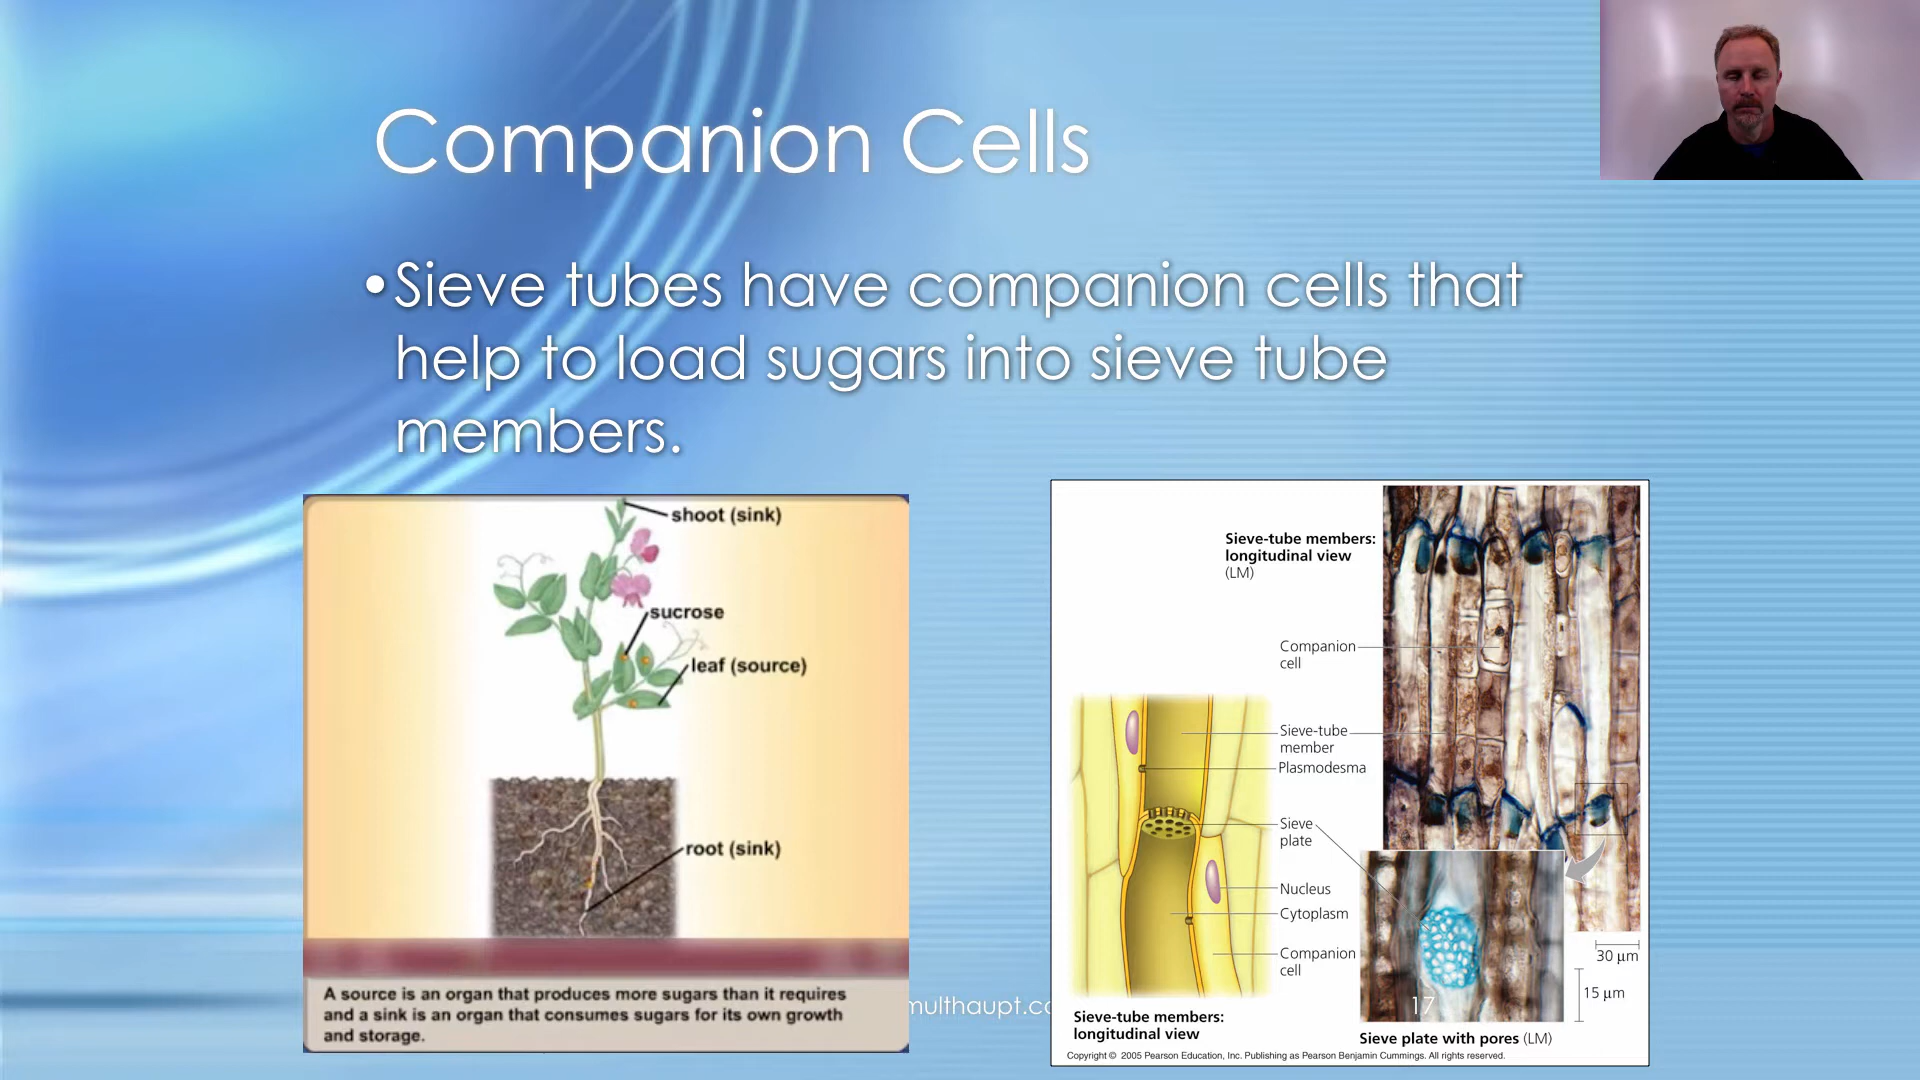 Companion Cells
•Sieve tubes have companion cells that
help to load sugars into sieve tube
members.
shoot (sink)
sucrose
leaf (source)
root (sink)
A source is an organ that produces more sugars than it requires
and a sink is an organ that consumes sugars for its own growth
and storage.
multhaupt.co
Sieve-tube members:
longitudinal view
(LM)
Companion
cell
Sieve-tube
member
Plasmodesma
Sieve
plate
Nucleus
Cytoplasm
Companion
cell
30 µm
15 µm
17
Sieve-tube members:
longitudinal view
Sieve plate with pores (LM)
Copyright © 2005 Pearson Education, Inc. Publishing as Pearson Benjamin Cummings. All rights reserved.